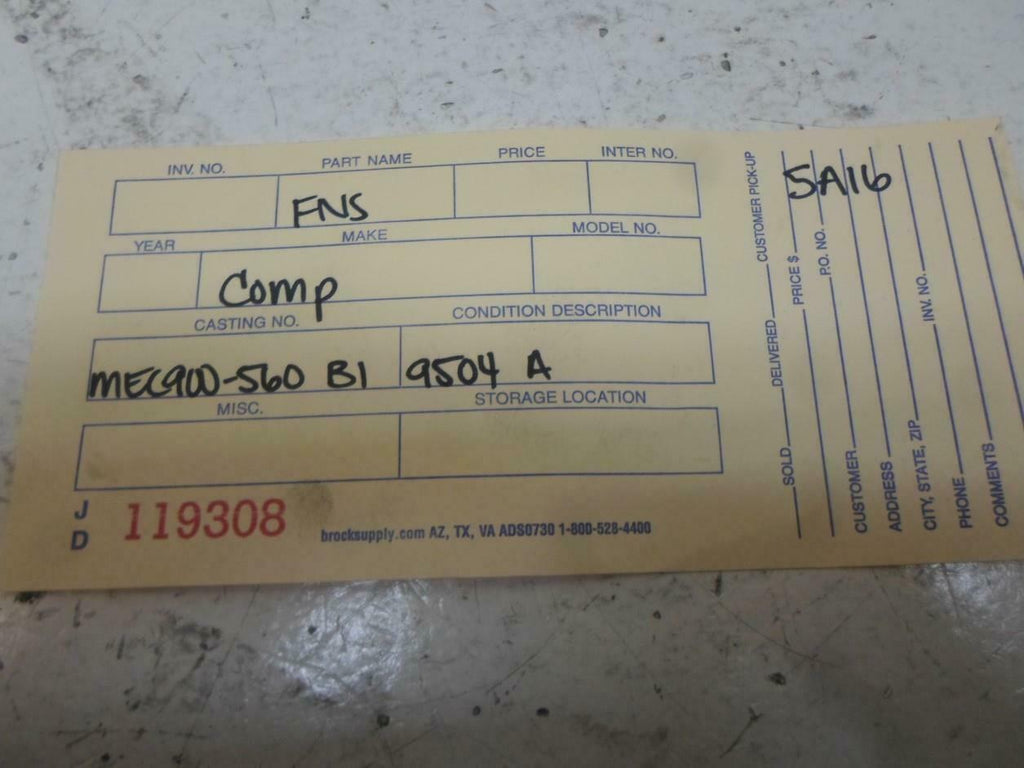 INV. NO. PART NAME PRICE INTER NO.
FNS
YEAR MAKE MODEL NO.
Comp
CASTING NO. CONDITION DESCRIPTION
MEC900-560 B1 9504 A
MISC. STORAGE LOCATION
J D 119308 brocksupply.com AZ, TX, VA ADS0730 1-800-528-4400
5A16
SOLD DELIVERED CUSTOMER PICK-UP
PRICE $
P.O. NO.
CUSTOMER
ADDRESS
CITY, STATE, ZIP INV. NO.
PHONE
COMMENTS